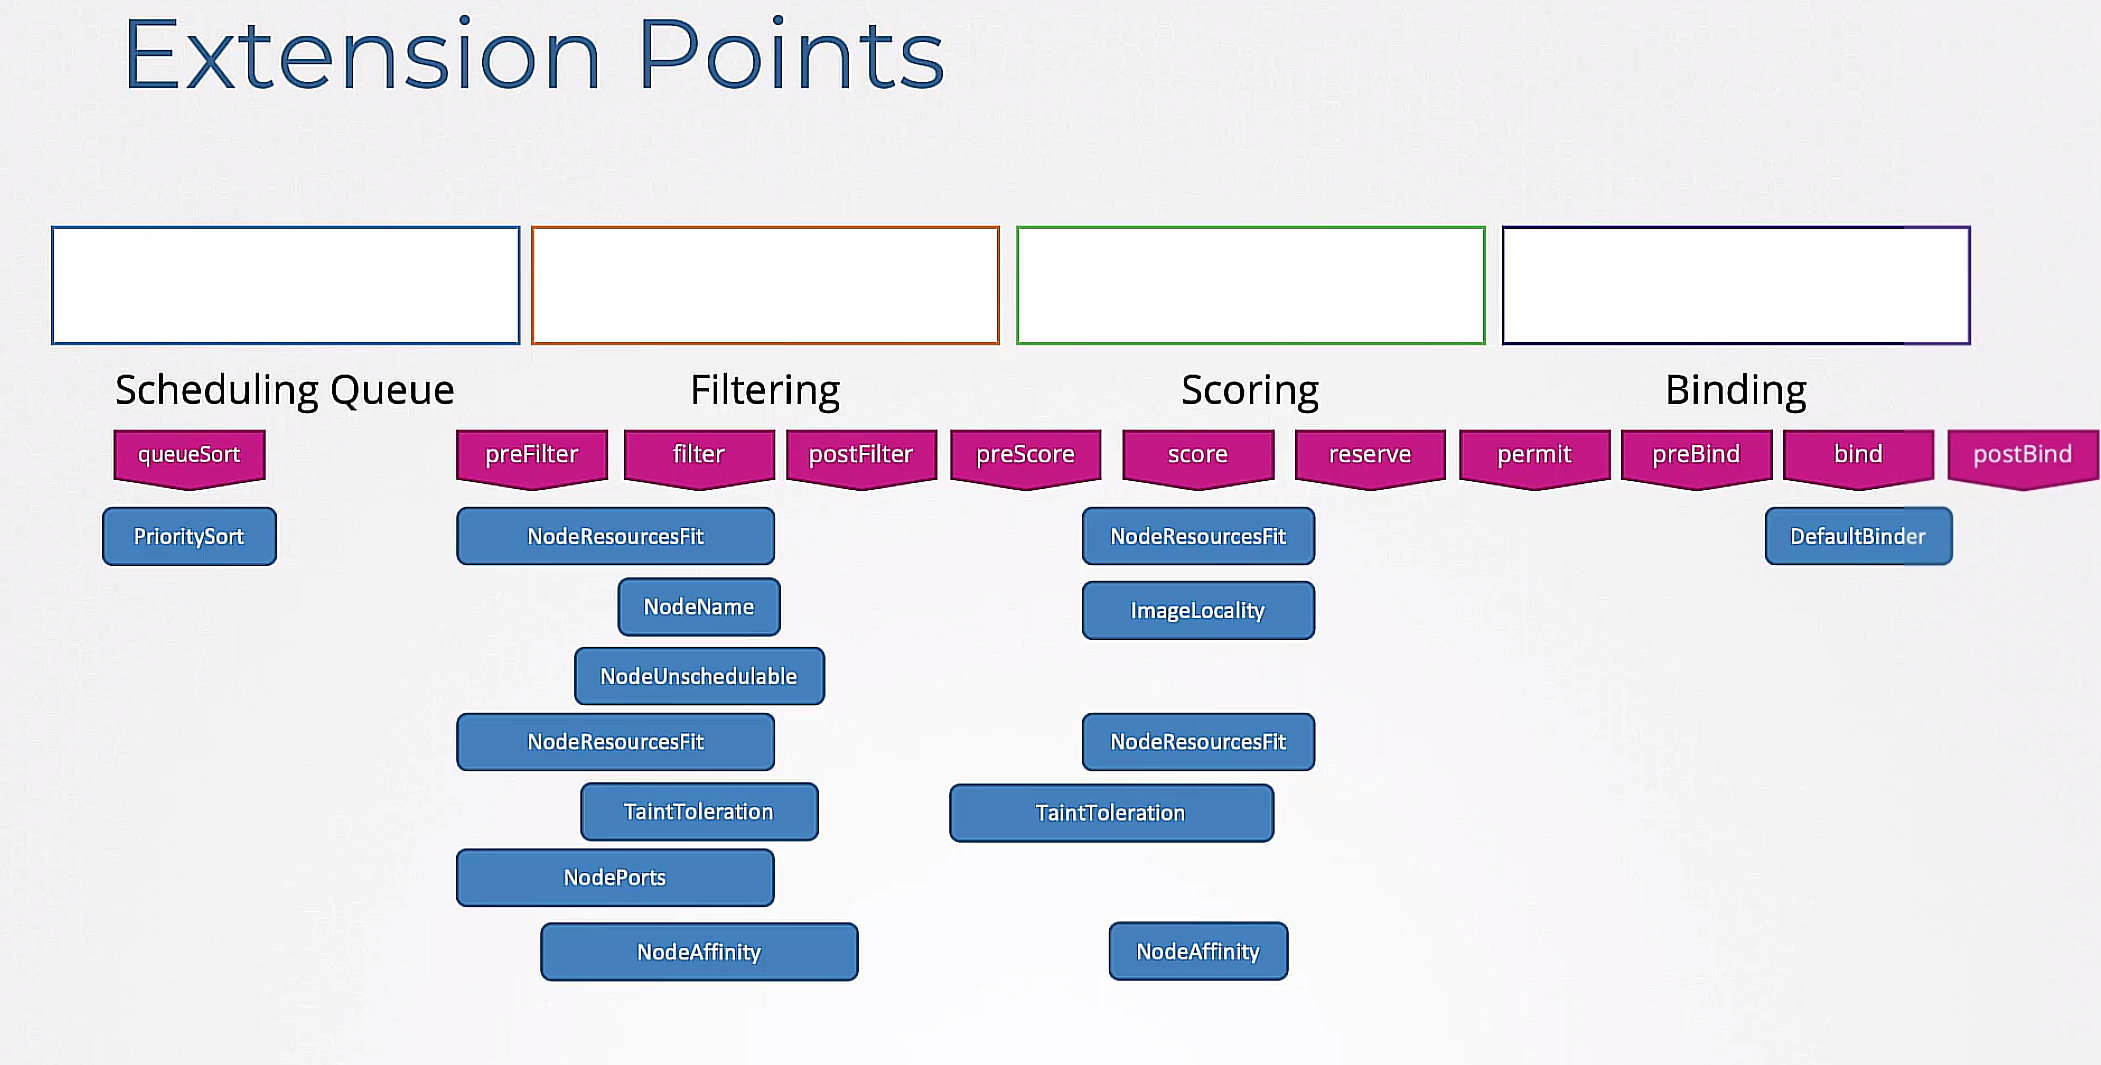 Extension Points
Scheduling Queue
Filtering
Scoring
Binding
queueSort
preFilter
filter
postFilter
preScore
score
reserve
permit
preBind
bind
postBind
PrioritySort
NodeResourcesFit
NodeResourcesFit
DefaultBinder
NodeName
ImageLocality
NodeUnschedulable
NodeResourcesFit
NodeResourcesFit
TaintToleration
TaintToleration
NodePorts
NodeAffinity
NodeAffinity